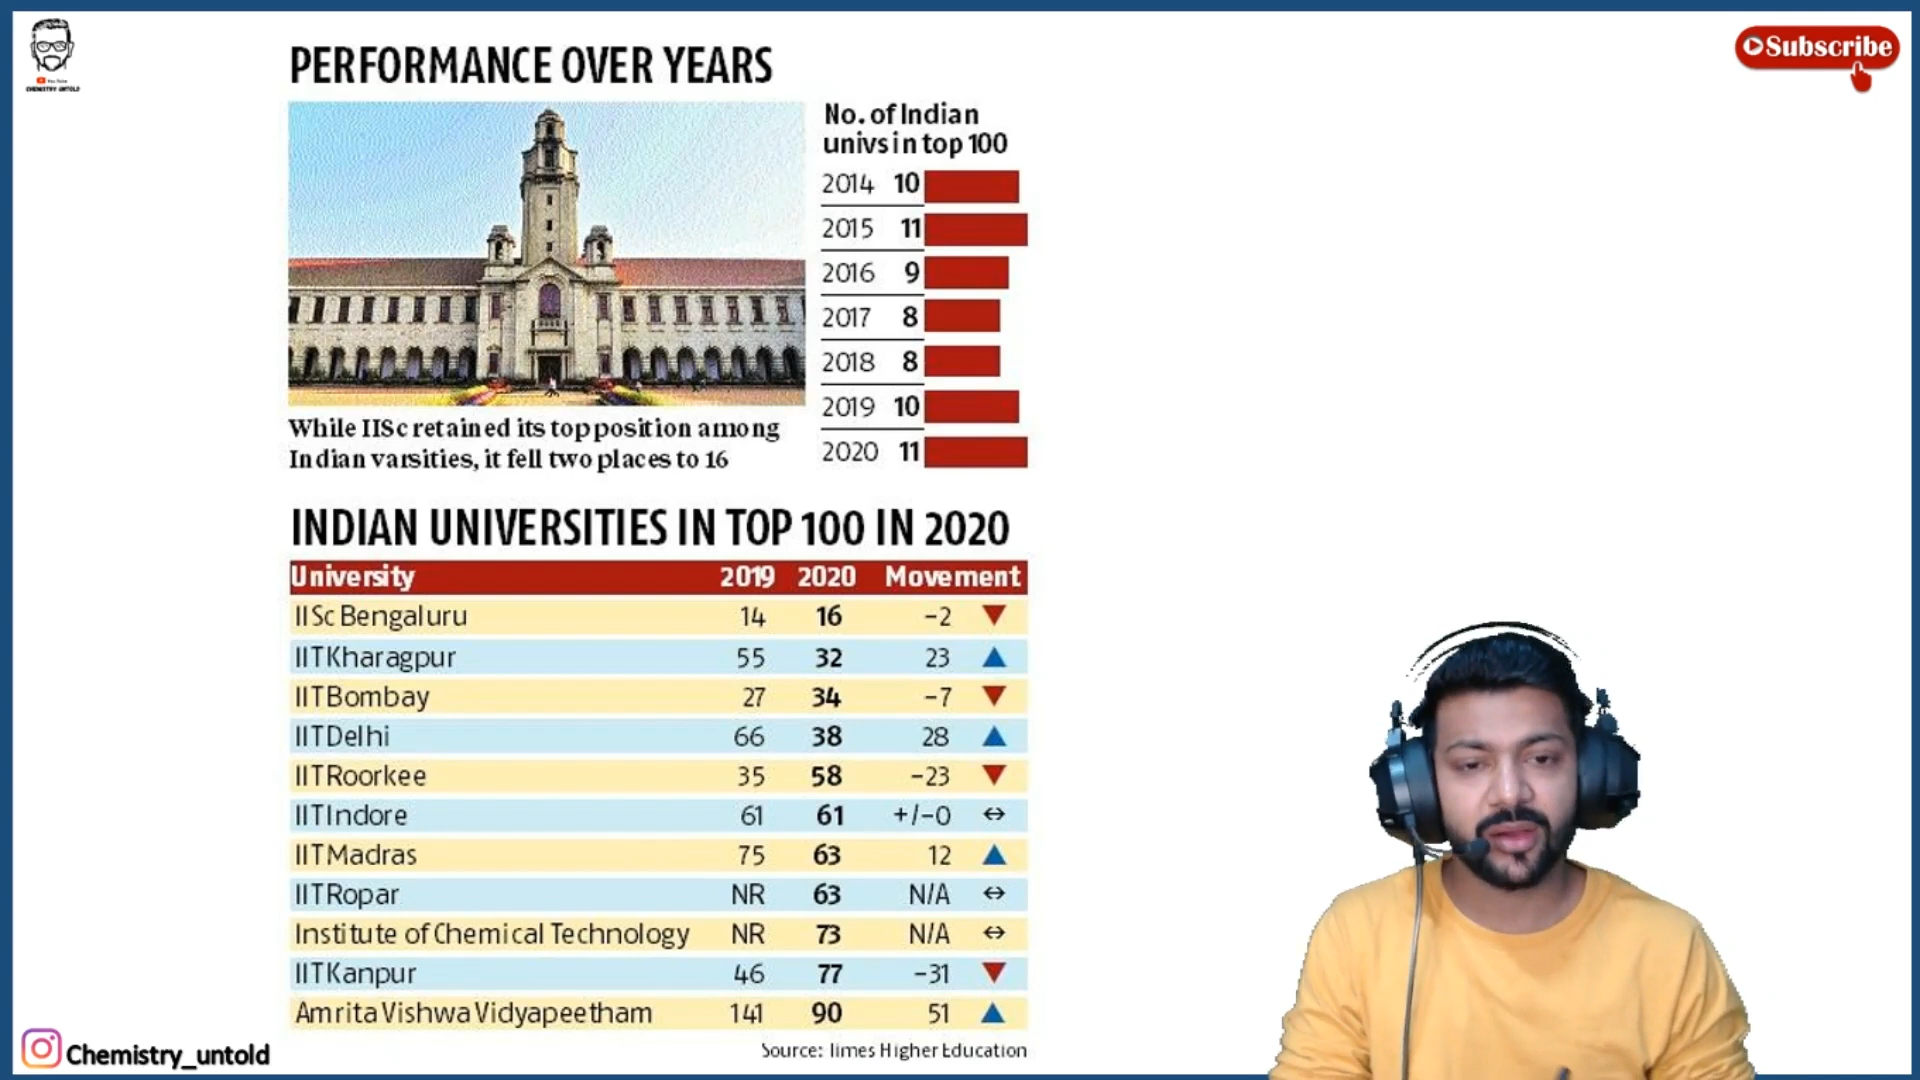 CHEMISTRY UNTOLD
Subscribe
PERFORMANCE OVER YEARS
No. of Indian
univs in top 100
2014 10
2015 11
2016 9
2017 8
2018 8
2019 10
2020 11
While IISc retained its top position among
Indian varsities, it fell two places to 16
INDIAN UNIVERSITIES IN TOP 100 IN 2020
University 2019 2020 Movement
IISc Bengaluru 14 16 -2
IIT Kharagpur 55 32 23
IIT Bombay 27 34 -7
IIT Delhi 66 38 28
IIT Roorkee 35 58 -23
IIT Indore 61 61 +/-0
IIT Madras 75 63 12
IIT Ropar NR 63 N/A
Institute of Chemical Technology NR 73 N/A
IIT Kanpur 46 77 -31
Amrita Vishwa Vidyapeetham 141 90 51
Source: Times Higher Education
Chemistry_untold